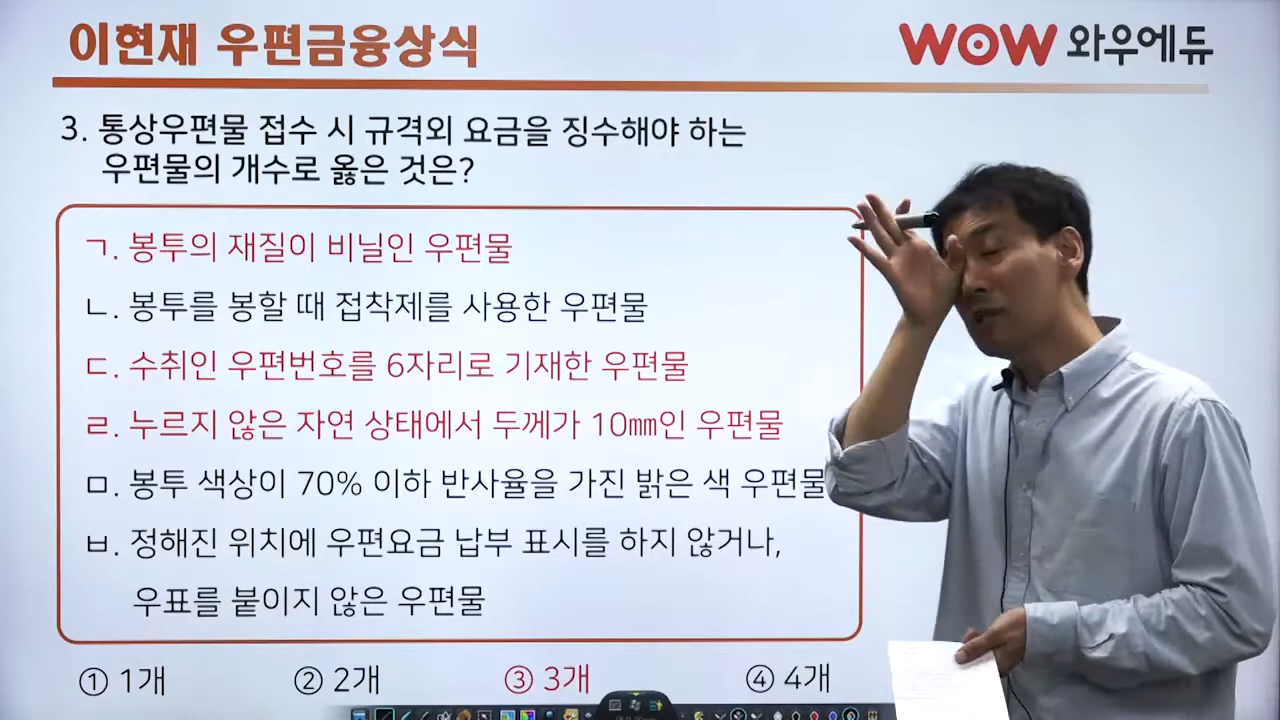 이현재 우편금융상식
WOW 와우에듀
3. 통상우편물 접수 시 규격외 요금을 징수해야 하는
우편물의 개수로 옳은 것은?
ㄱ. 봉투의 재질이 비닐인 우편물
ㄴ. 봉투를 봉할 때 접착제를 사용한 우편물
ㄷ. 수취인 우편번호를 6자리로 기재한 우편물
ㄹ. 누르지 않은 자연 상태에서 두께가 10㎜인 우편물
ㅁ. 봉투 색상이 70% 이하 반사율을 가진 밝은 색 우편물
ㅂ. 정해진 위치에 우편요금 납부 표시를 하지 않거나,
우표를 붙이지 않은 우편물
① 1개 ② 2개 ③ 3개 ④ 4개